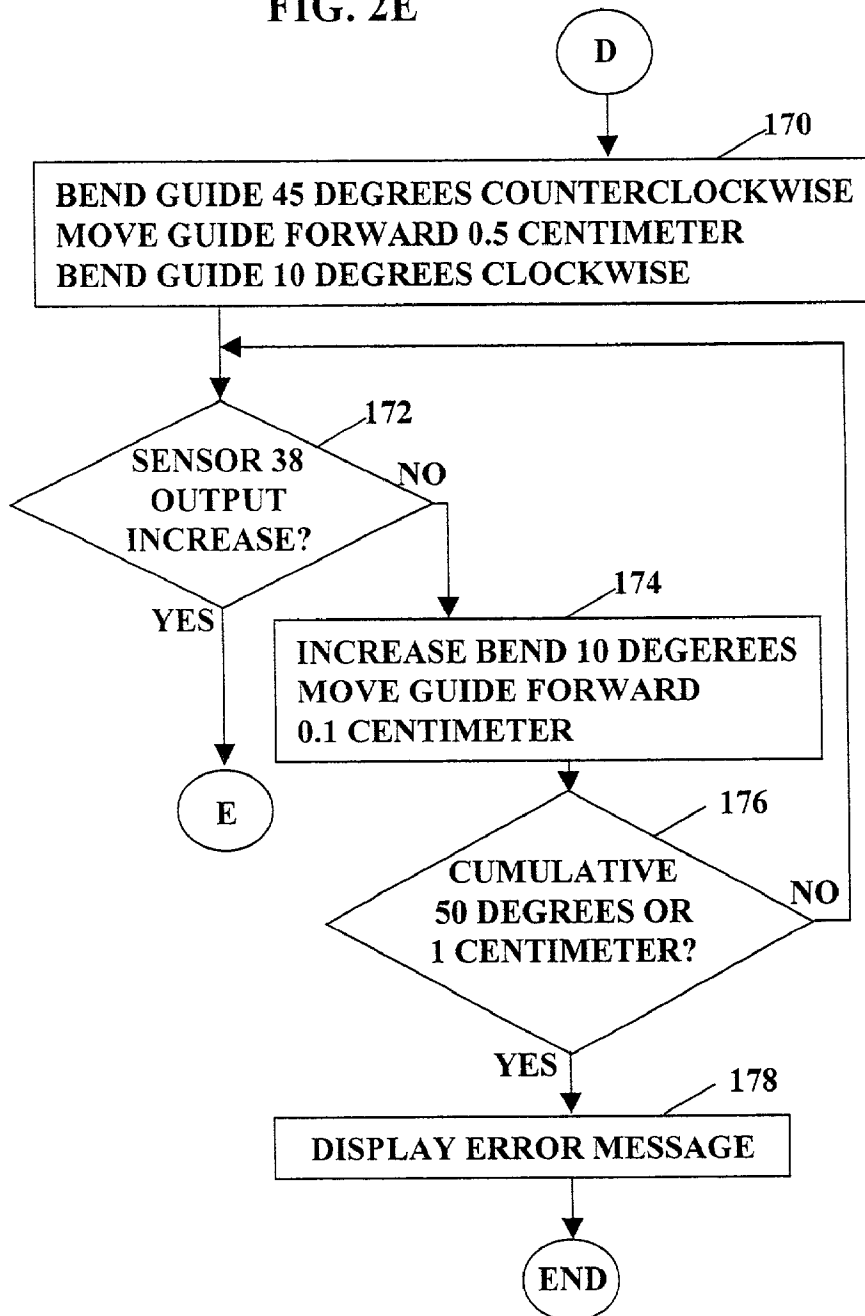 FIG. 2E
D
170
BEND GUIDE 45 DEGREES COUNTERCLOCKWISE
MOVE GUIDE FORWARD 0.5 CENTIMETER
BEND GUIDE 10 DEGREES CLOCKWISE
172
SENSOR 38
OUTPUT
INCREASE?
NO
YES
174
INCREASE BEND 10 DEGEREES
MOVE GUIDE FORWARD
0.1 CENTIMETER
E
176
CUMULATIVE
50 DEGREES OR
1 CENTIMETER?
NO
YES
178
DISPLAY ERROR MESSAGE
END